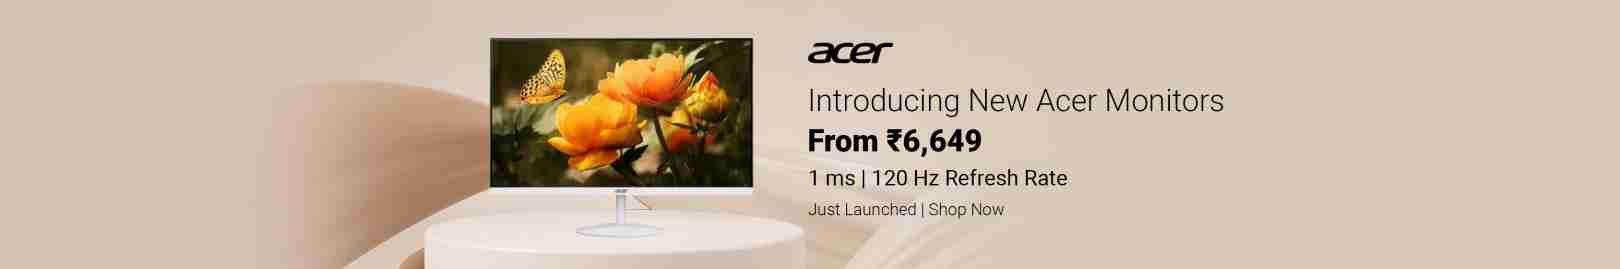 acer
Introducing New Acer Monitors
From ₹6,649
1 ms | 120 Hz Refresh Rate
Just Launched | Shop Now